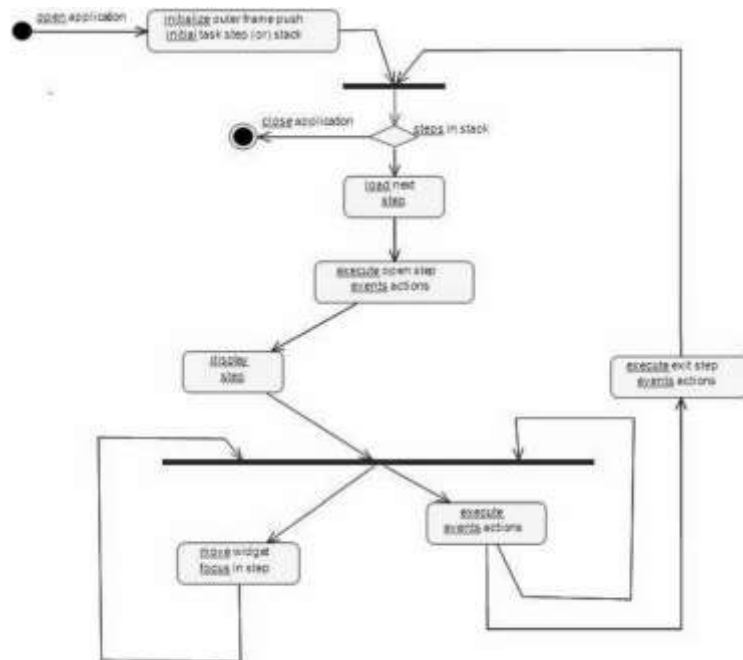 open application
initialize outer frame push
initial task step (or) stack
close application
steps in stack
load next
step
execute open step
events actions
display
step
execute exit step
events actions
execute
events actions
move widget
focus in step